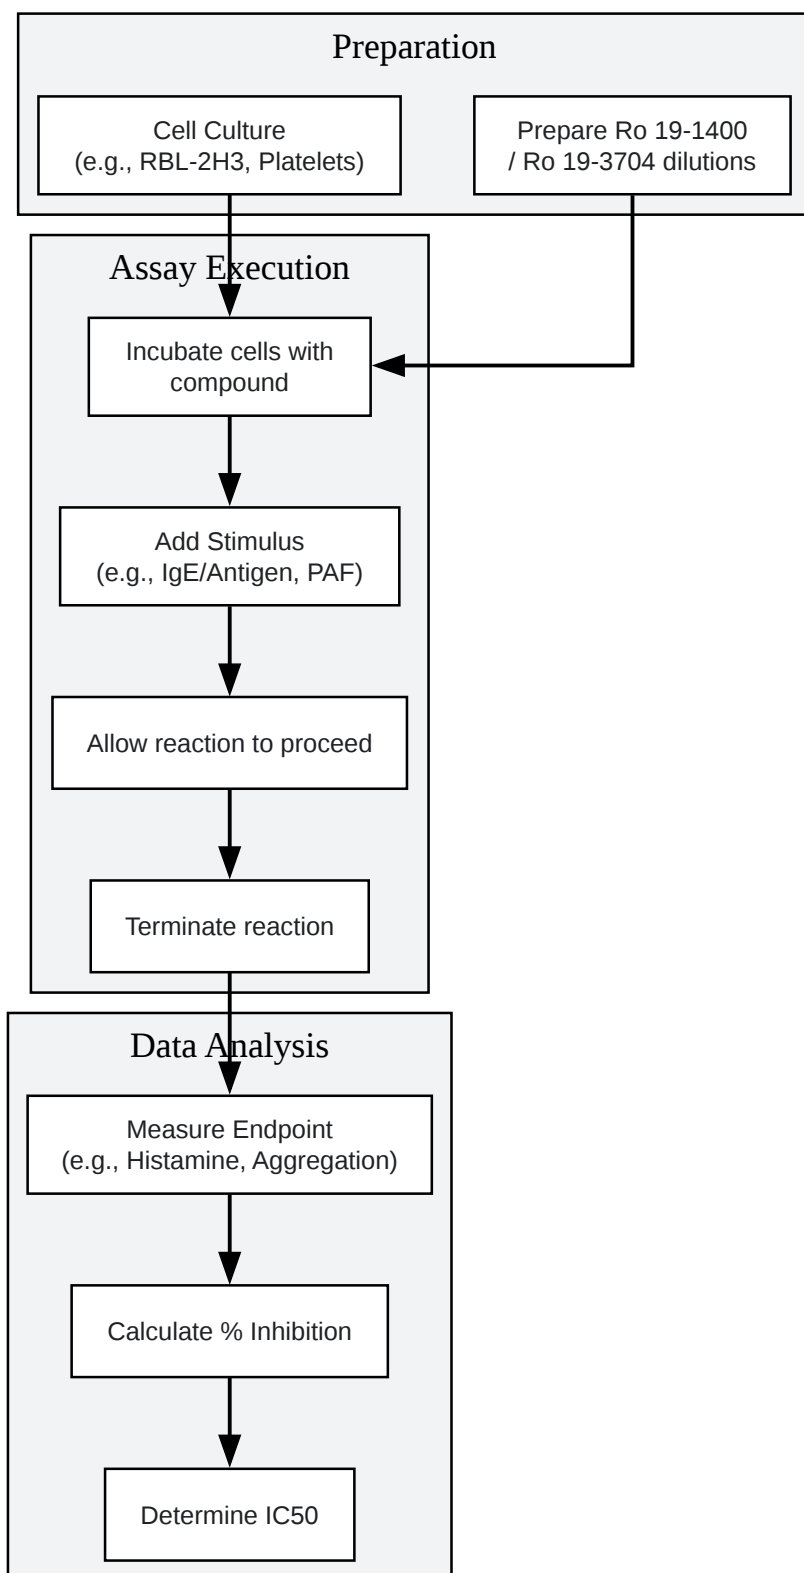 Preparation
Cell Culture
(e.g., RBL-2H3, Platelets)
Prepare Ro 19-1400
/ Ro 19-3704 dilutions
Assay Execution
Incubate cells with
compound
Add Stimulus
(e.g., IgE/Antigen, PAF)
Allow reaction to proceed
Terminate reaction
Data Analysis
Measure Endpoint
(e.g., Histamine, Aggregation)
Calculate % Inhibition
Determine IC50